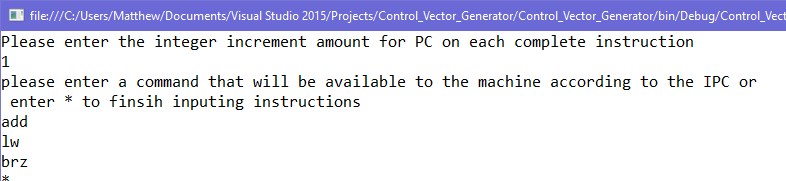 file:///C:/Users/Matthew/Documents/Visual Studio 2015/Projects/Control_Vector_Generator/Control_Vector_Generator/bin/Debug/Control_Vect
Please enter the integer increment amount for PC on each complete instruction
1
please enter a command that will be available to the machine according to the IPC or
enter * to finsih inputing instructions
add
lw
brz
*